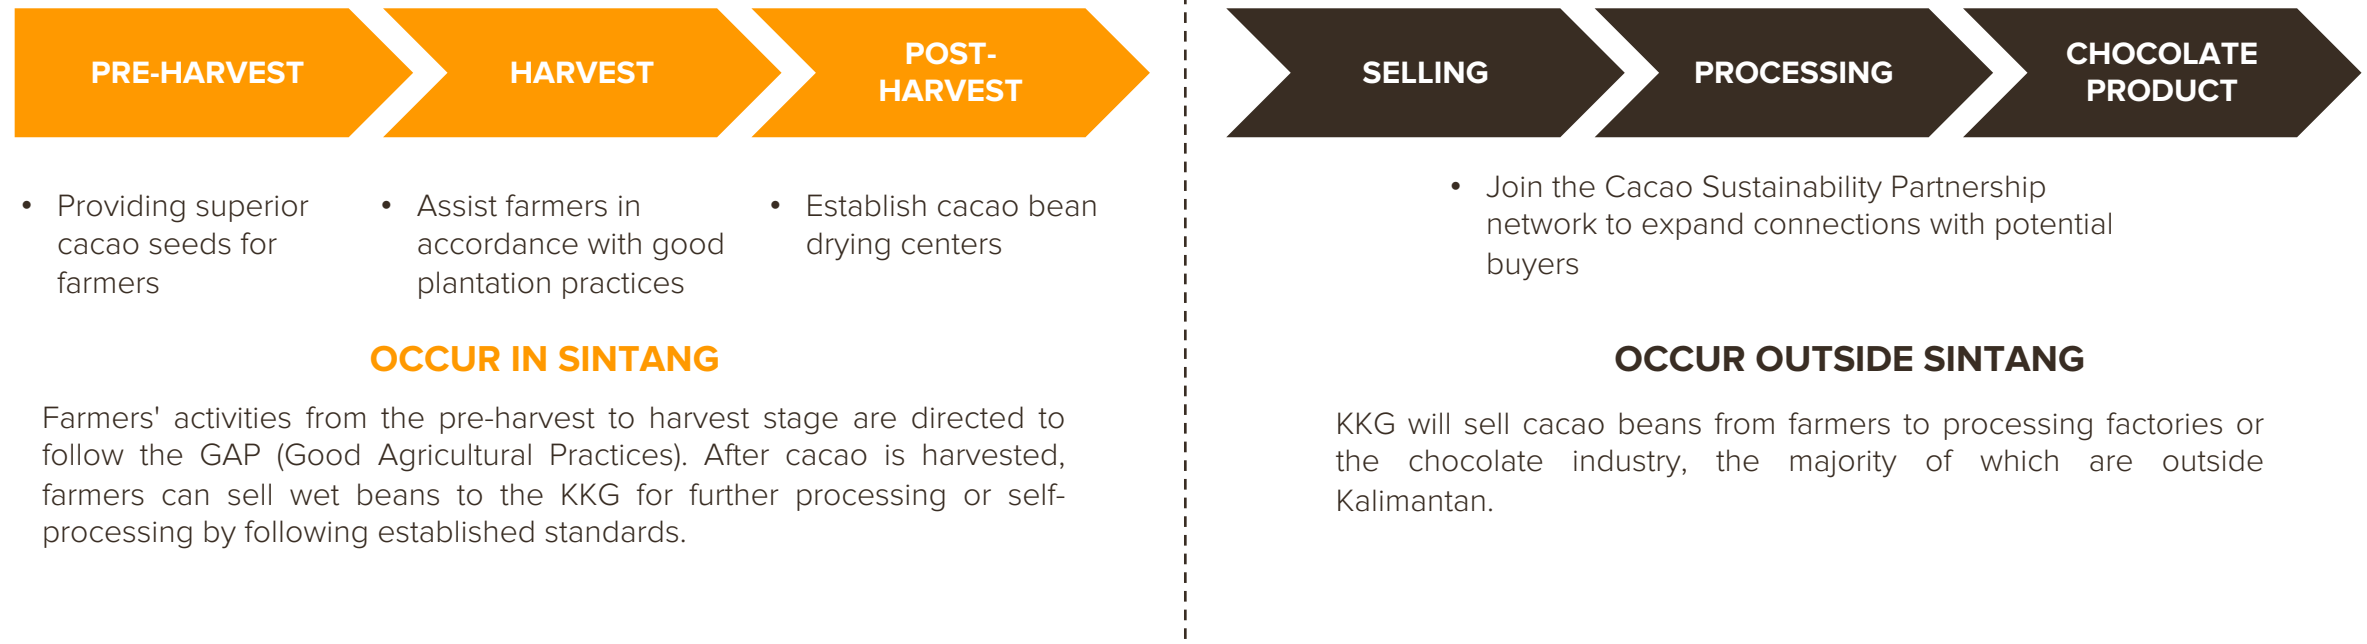 PRE-HARVEST
HARVEST
POST-
HARVEST
SELLING
PROCESSING
CHOCOLATE
PRODUCT
• Providing superior
cacao seeds for
farmers
• Assist farmers in
accordance with good
plantation practices
• Establish cacao bean
drying centers
• Join the Cacao Sustainability Partnership
network to expand connections with potential
buyers
OCCUR IN SINTANG
Farmers' activities from the pre-harvest to harvest stage are directed to
follow the GAP (Good Agricultural Practices). After cacao is harvested,
farmers can sell wet beans to the KKG for further processing or self-
processing by following established standards.
OCCUR OUTSIDE SINTANG
KKG will sell cacao beans from farmers to processing factories or
the chocolate industry, the majority of which are outside
Kalimantan.